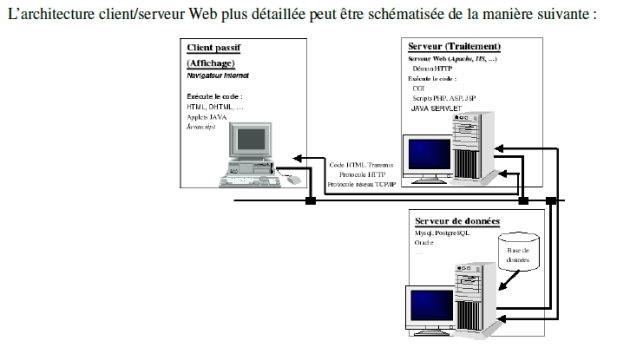 L'architecture client/serveur Web plus détaillée peut être schématisée de la manière suivante :
Client passif
(Affichage)
Navigateur Internet
Exécute le code :
HTML, DHTML, ...
Applets JAVA
Javascript
Serveur (Traitement)
Serveur Web (Apache, IIS, ...)
Démon HTTP
Exécute le code :
CGI
Scripts PHP, ASP, JSP
JAVA SERVLET
Code HTML Transmis
Protocole HTTP
Protocole réseau TCP/IP
Serveur de données
Mysql, PostgreSQL
Oracle
...
Base de
données